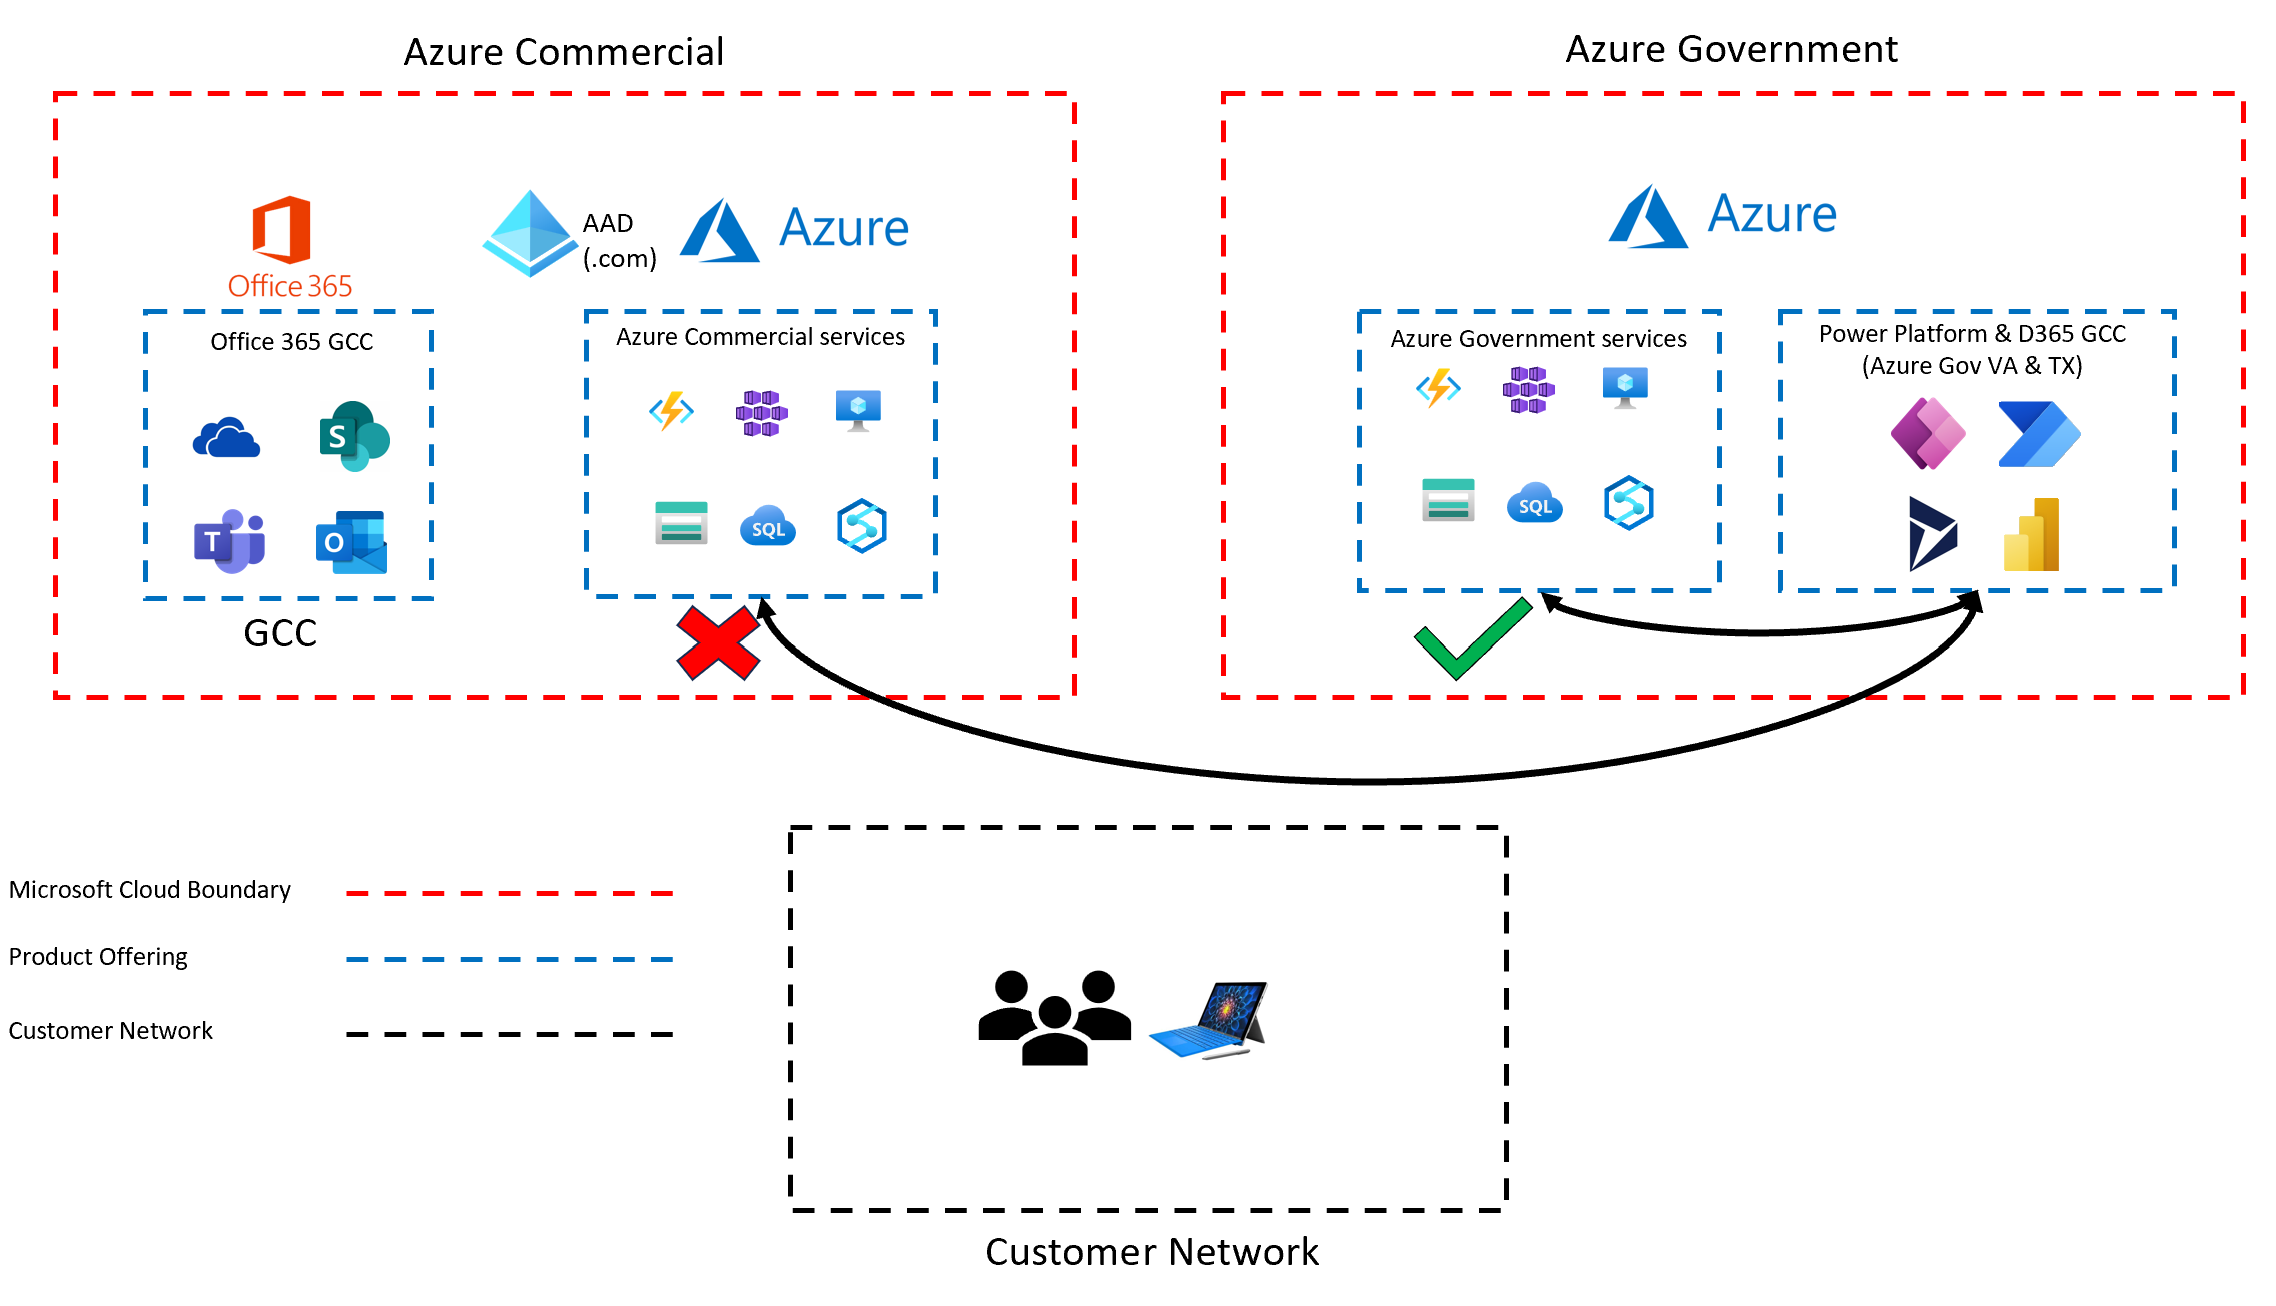 Azure Commercial
Azure Government
Office 365
AAD
(.com)
Azure
Azure
Office 365 GCC
S
T
O
GCC
Azure Commercial services
SQL
Azure Government services
SQL
Power Platform & D365 GCC
(Azure Gov VA & TX)
Microsoft Cloud Boundary
Product Offering
Customer Network
Customer Network